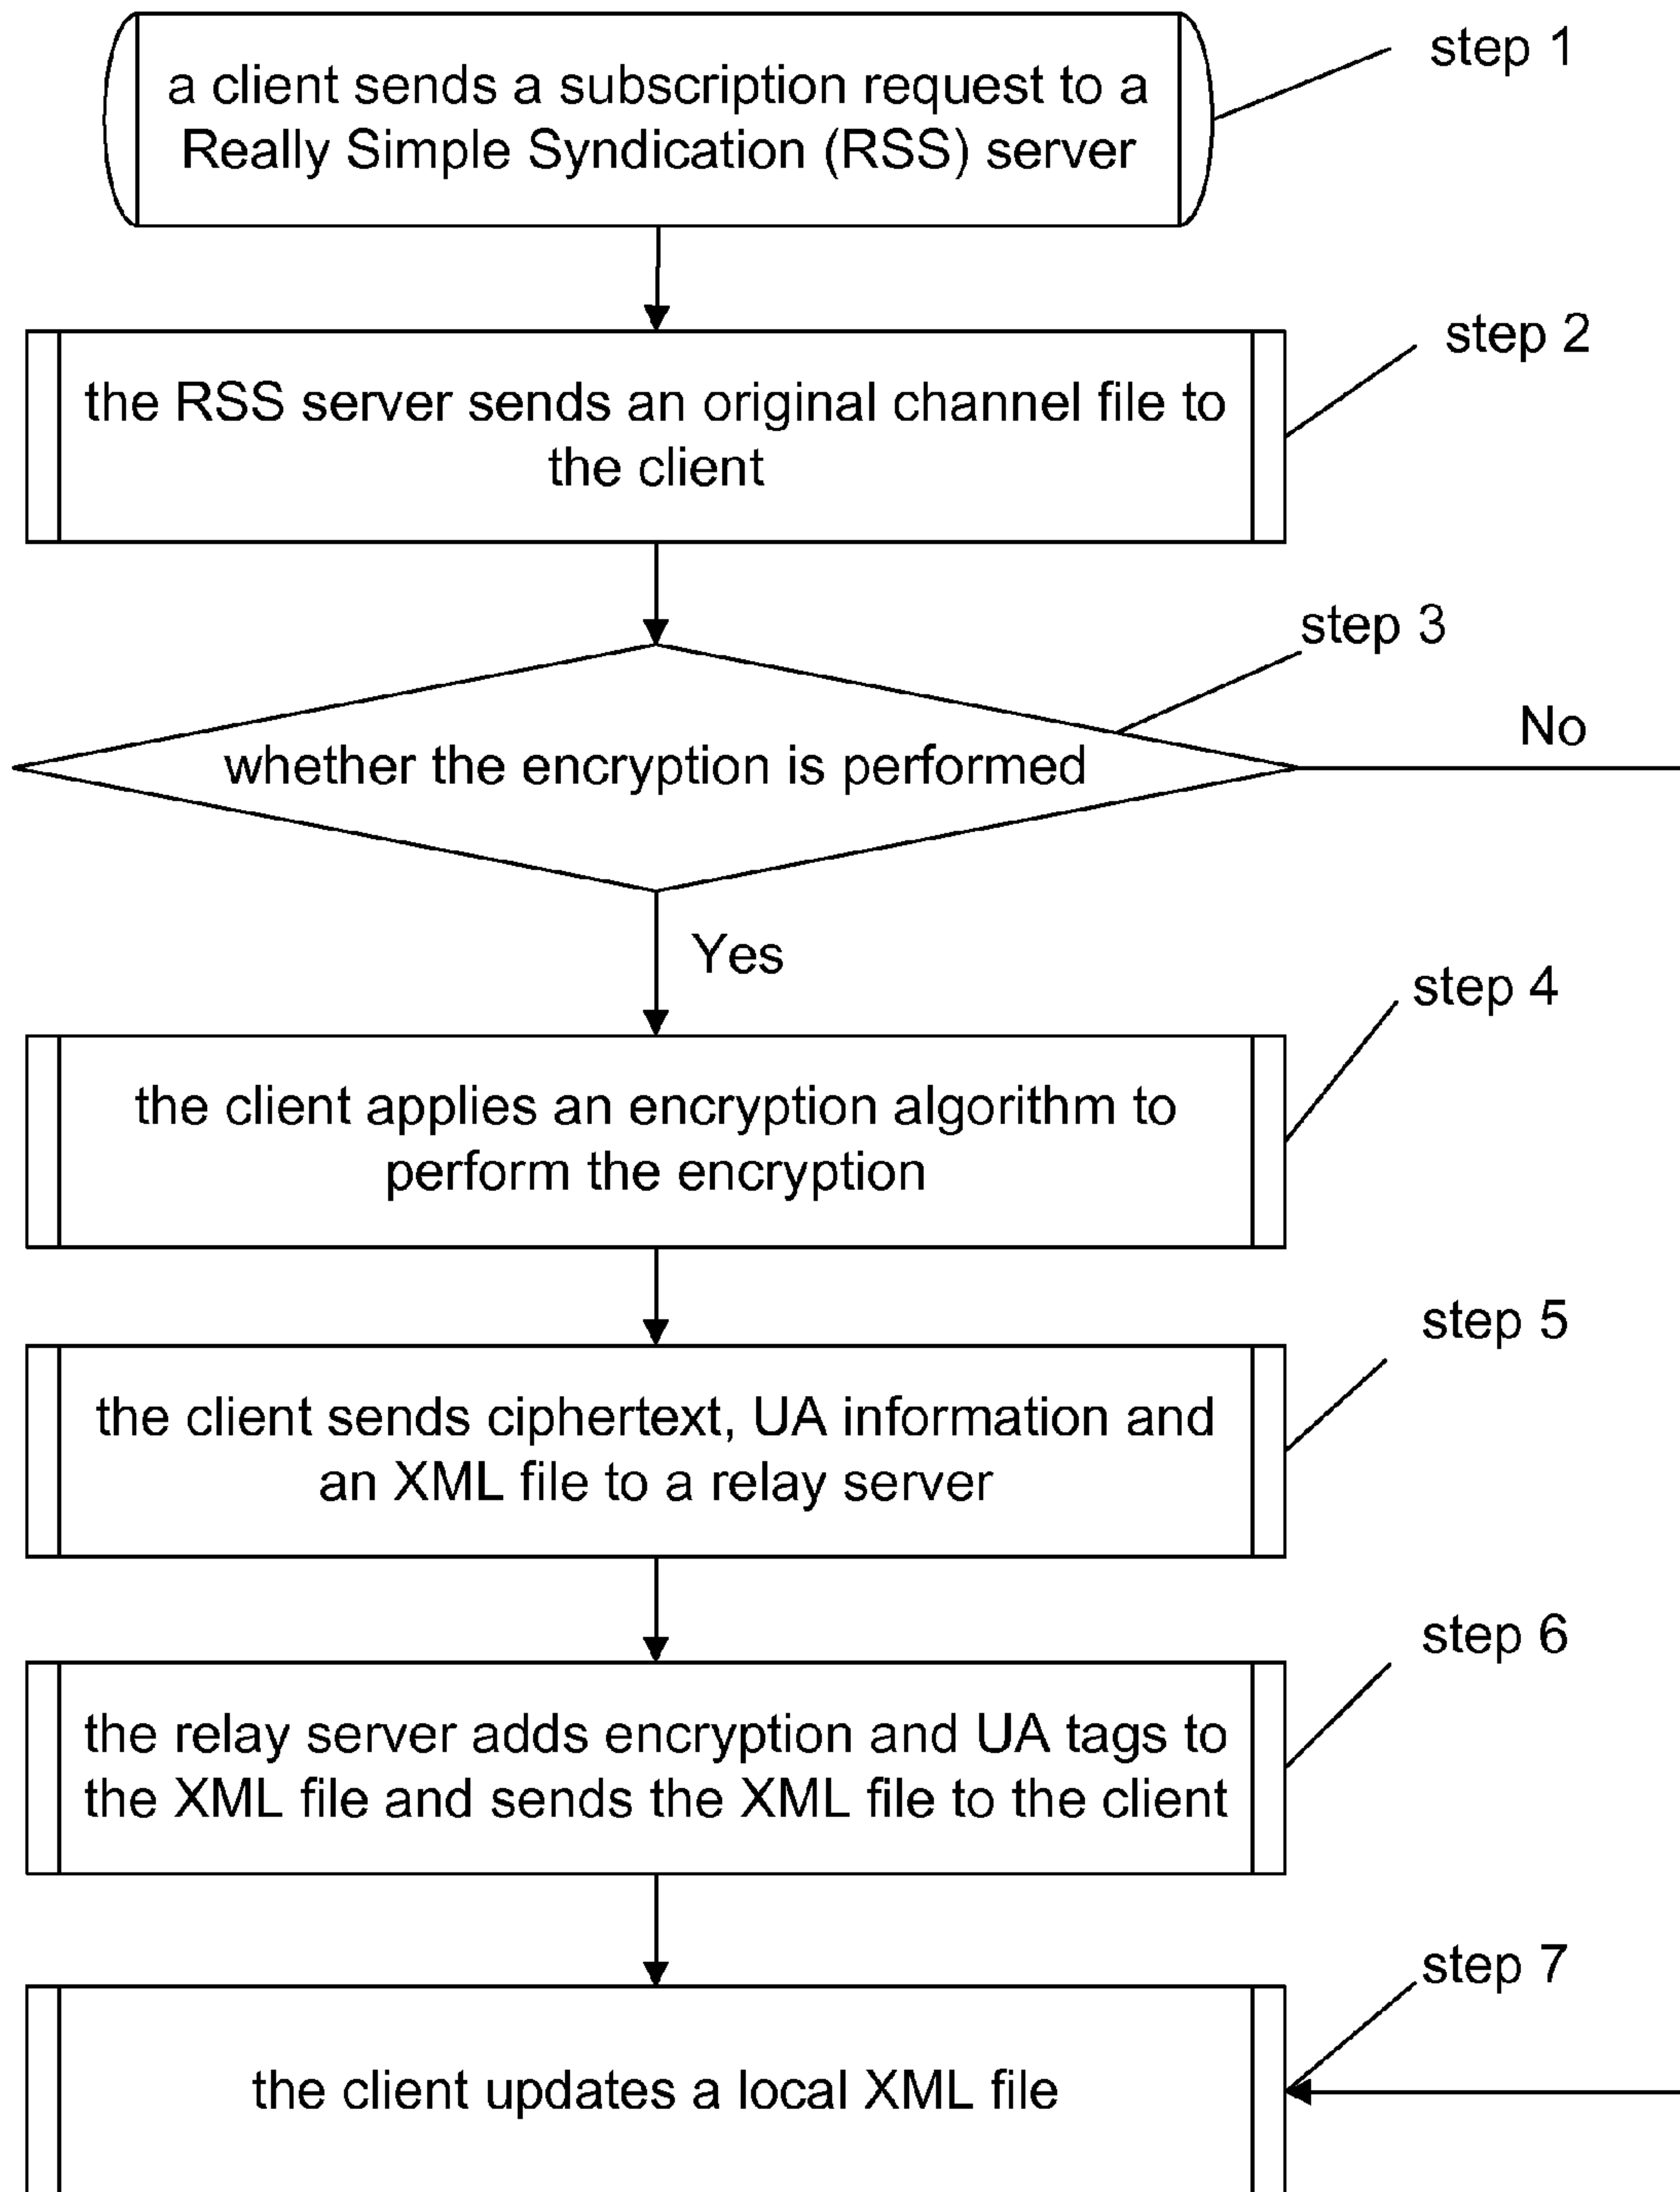 step 1
a client sends a subscription request to a
Really Simple Syndication (RSS) server
step 2
the RSS server sends an original channel file to
the client
step 3
No
whether the encryption is performed
Yes
step 4
the client applies an encryption algorithm to
perform the encryption
step 5
the client sends ciphertext, UA information and
an XML file to a relay server
step 6
the relay server adds encryption and UA tags to
the XML file and sends the XML file to the client
step 7
the client updates a local XML file